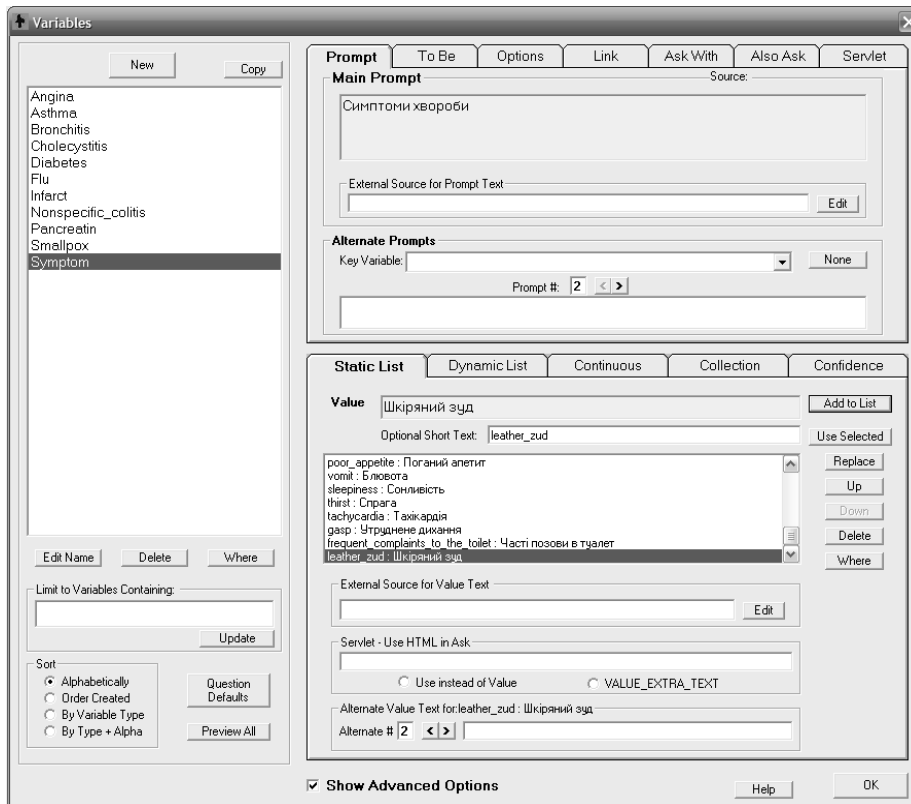 Variables
New
Copy
Angina
Asthma
Bronchitis
Cholecystitis
Diabetes
Flu
Infarct
Nonspecific_colitis
Pancreatin
Smallpox
Symptom
Edit Name
Delete
Where
Limit to Variables Containing:
Update
Sort
Alphabetically
Order Created
By Variable Type
By Type + Alpha
Question Defaults
Preview All
Prompt
To Be
Options
Link
Ask With
Also Ask
Servlet
Main Prompt
Source:
Симптоми хвороби
External Source for Prompt Text
Edit
Alternate Prompts
Key Variable:
None
Prompt #: 2 < >
Static List
Dynamic List
Continuous
Collection
Confidence
Value
Шкіряний зуд
Add to List
Optional Short Text: leather_zud
Use Selected
poor_appetite : Поганий апетит
vomit : Блювота
sleepiness : Сонливість
thirst : Спрага
tachycardia : Тахікардія
gasp : Утруднене дихання
frequent_complaints_to_the_toilet : Часті позови в туалет
leather_zud : Шкіряний зуд
Replace
Up
Down
Delete
Where
External Source for Value Text
Edit
Servlet - Use HTML in Ask
Use instead of Value
VALUE_EXTRA_TEXT
Alternate Value Text for:leather_zud : Шкіряний зуд
Alternate # 2 < >
Show Advanced Options
Help
OK